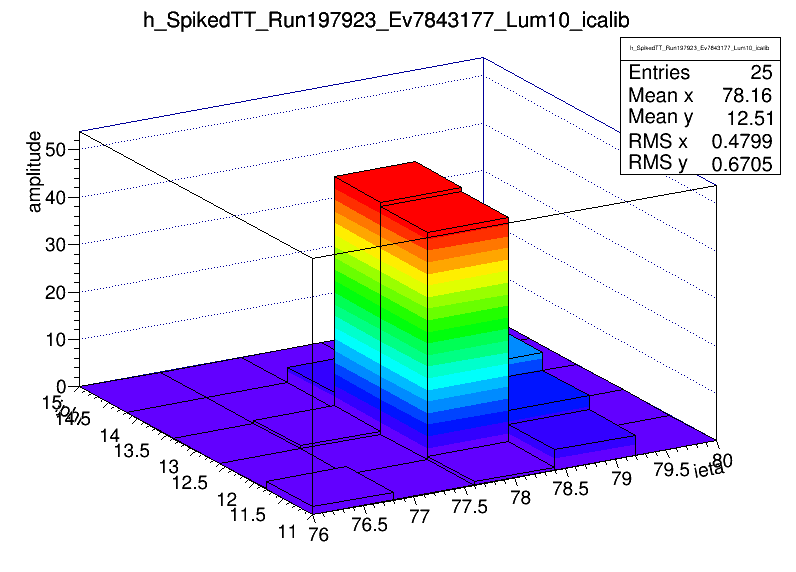 h_SpikedTT_Run197923_Ev7843177_Lum10_icalib
h_SpikedTT_Run197923_Ev7843177_Lum10_icalib
Entries 25
Mean x 78.16
Mean y 12.51
RMS x 0.4799
RMS y 0.6705
amplitude
50
40
30
20
10
0
15
14.5
14
13.5
13
12.5
12
11.5
11
76
76.5
77
77.5
78
78.5
79
79.5
80
ieta